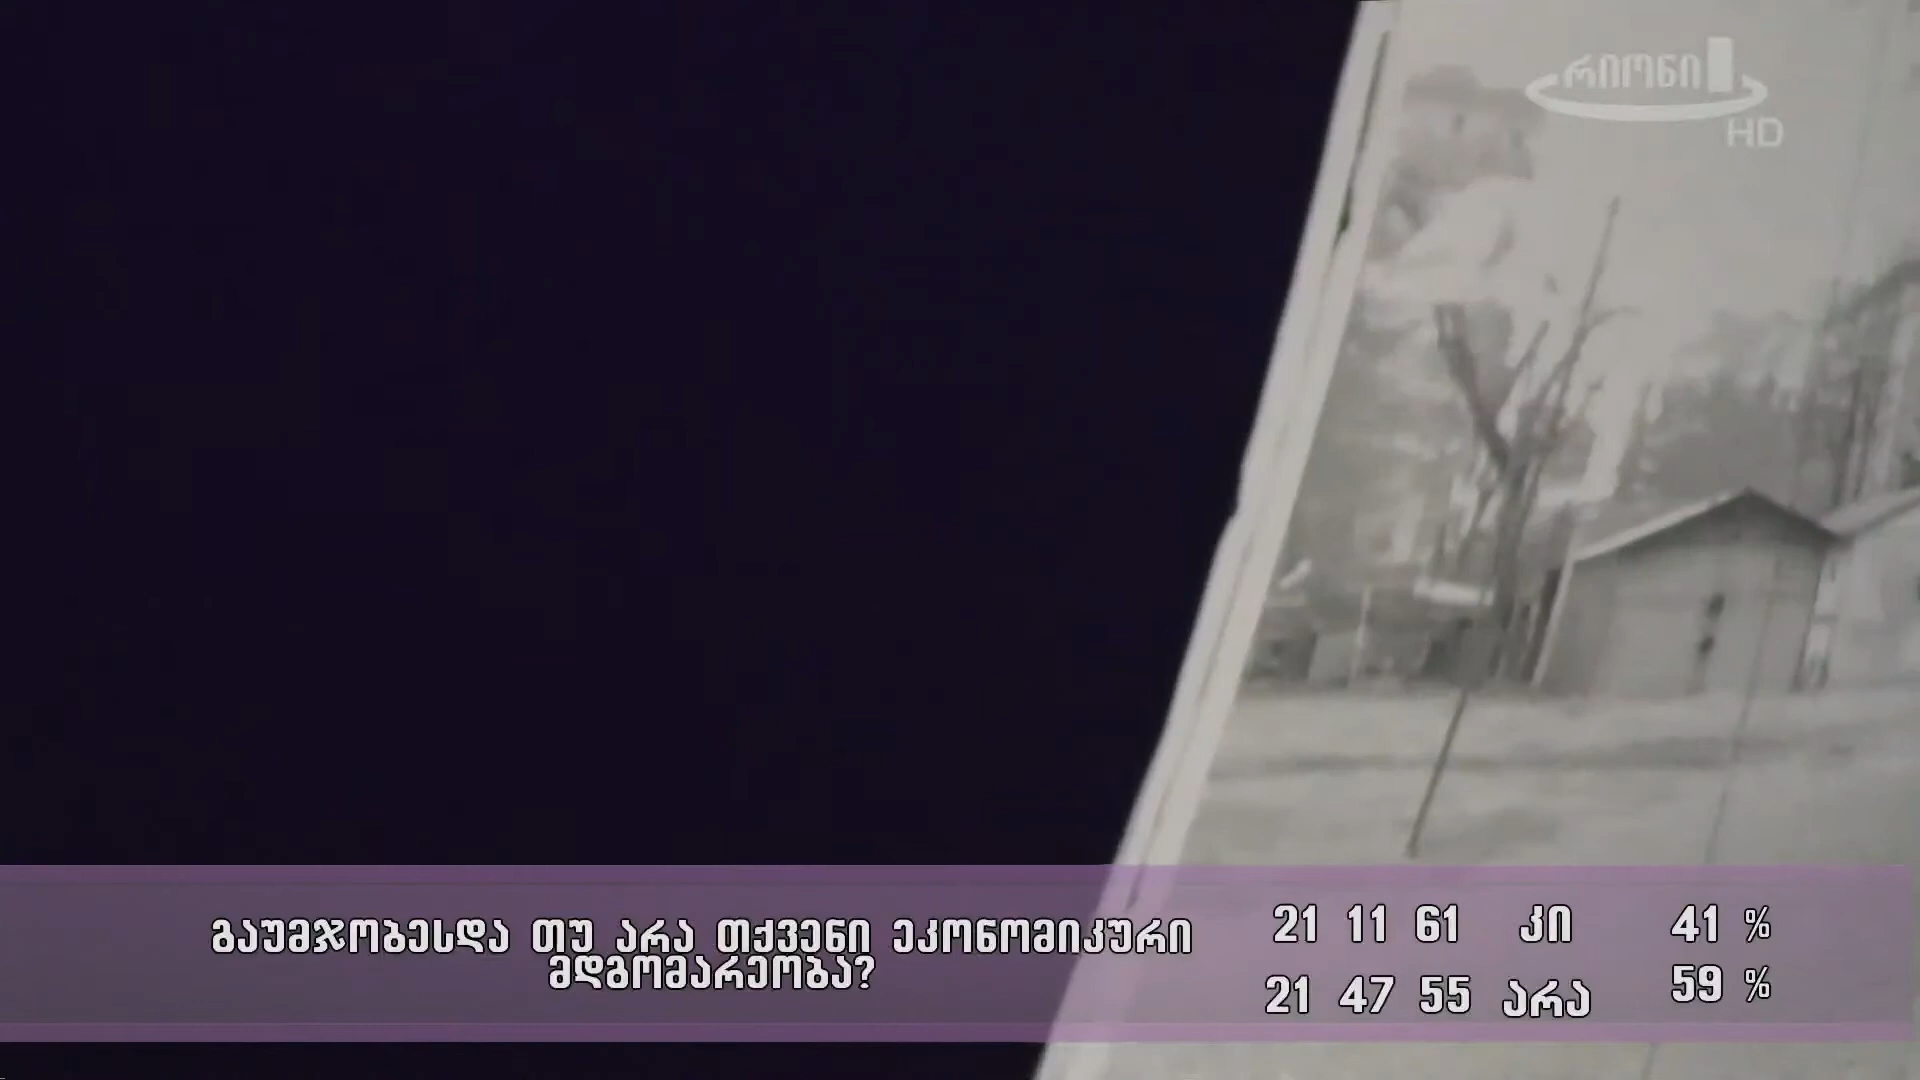 რიონი
HD
გაუმჯობესდა თუ არა თქვენი ეკონომიკური
მდგომარეობა?
21 11 61 კი 41 %
21 47 55 არა 59 %